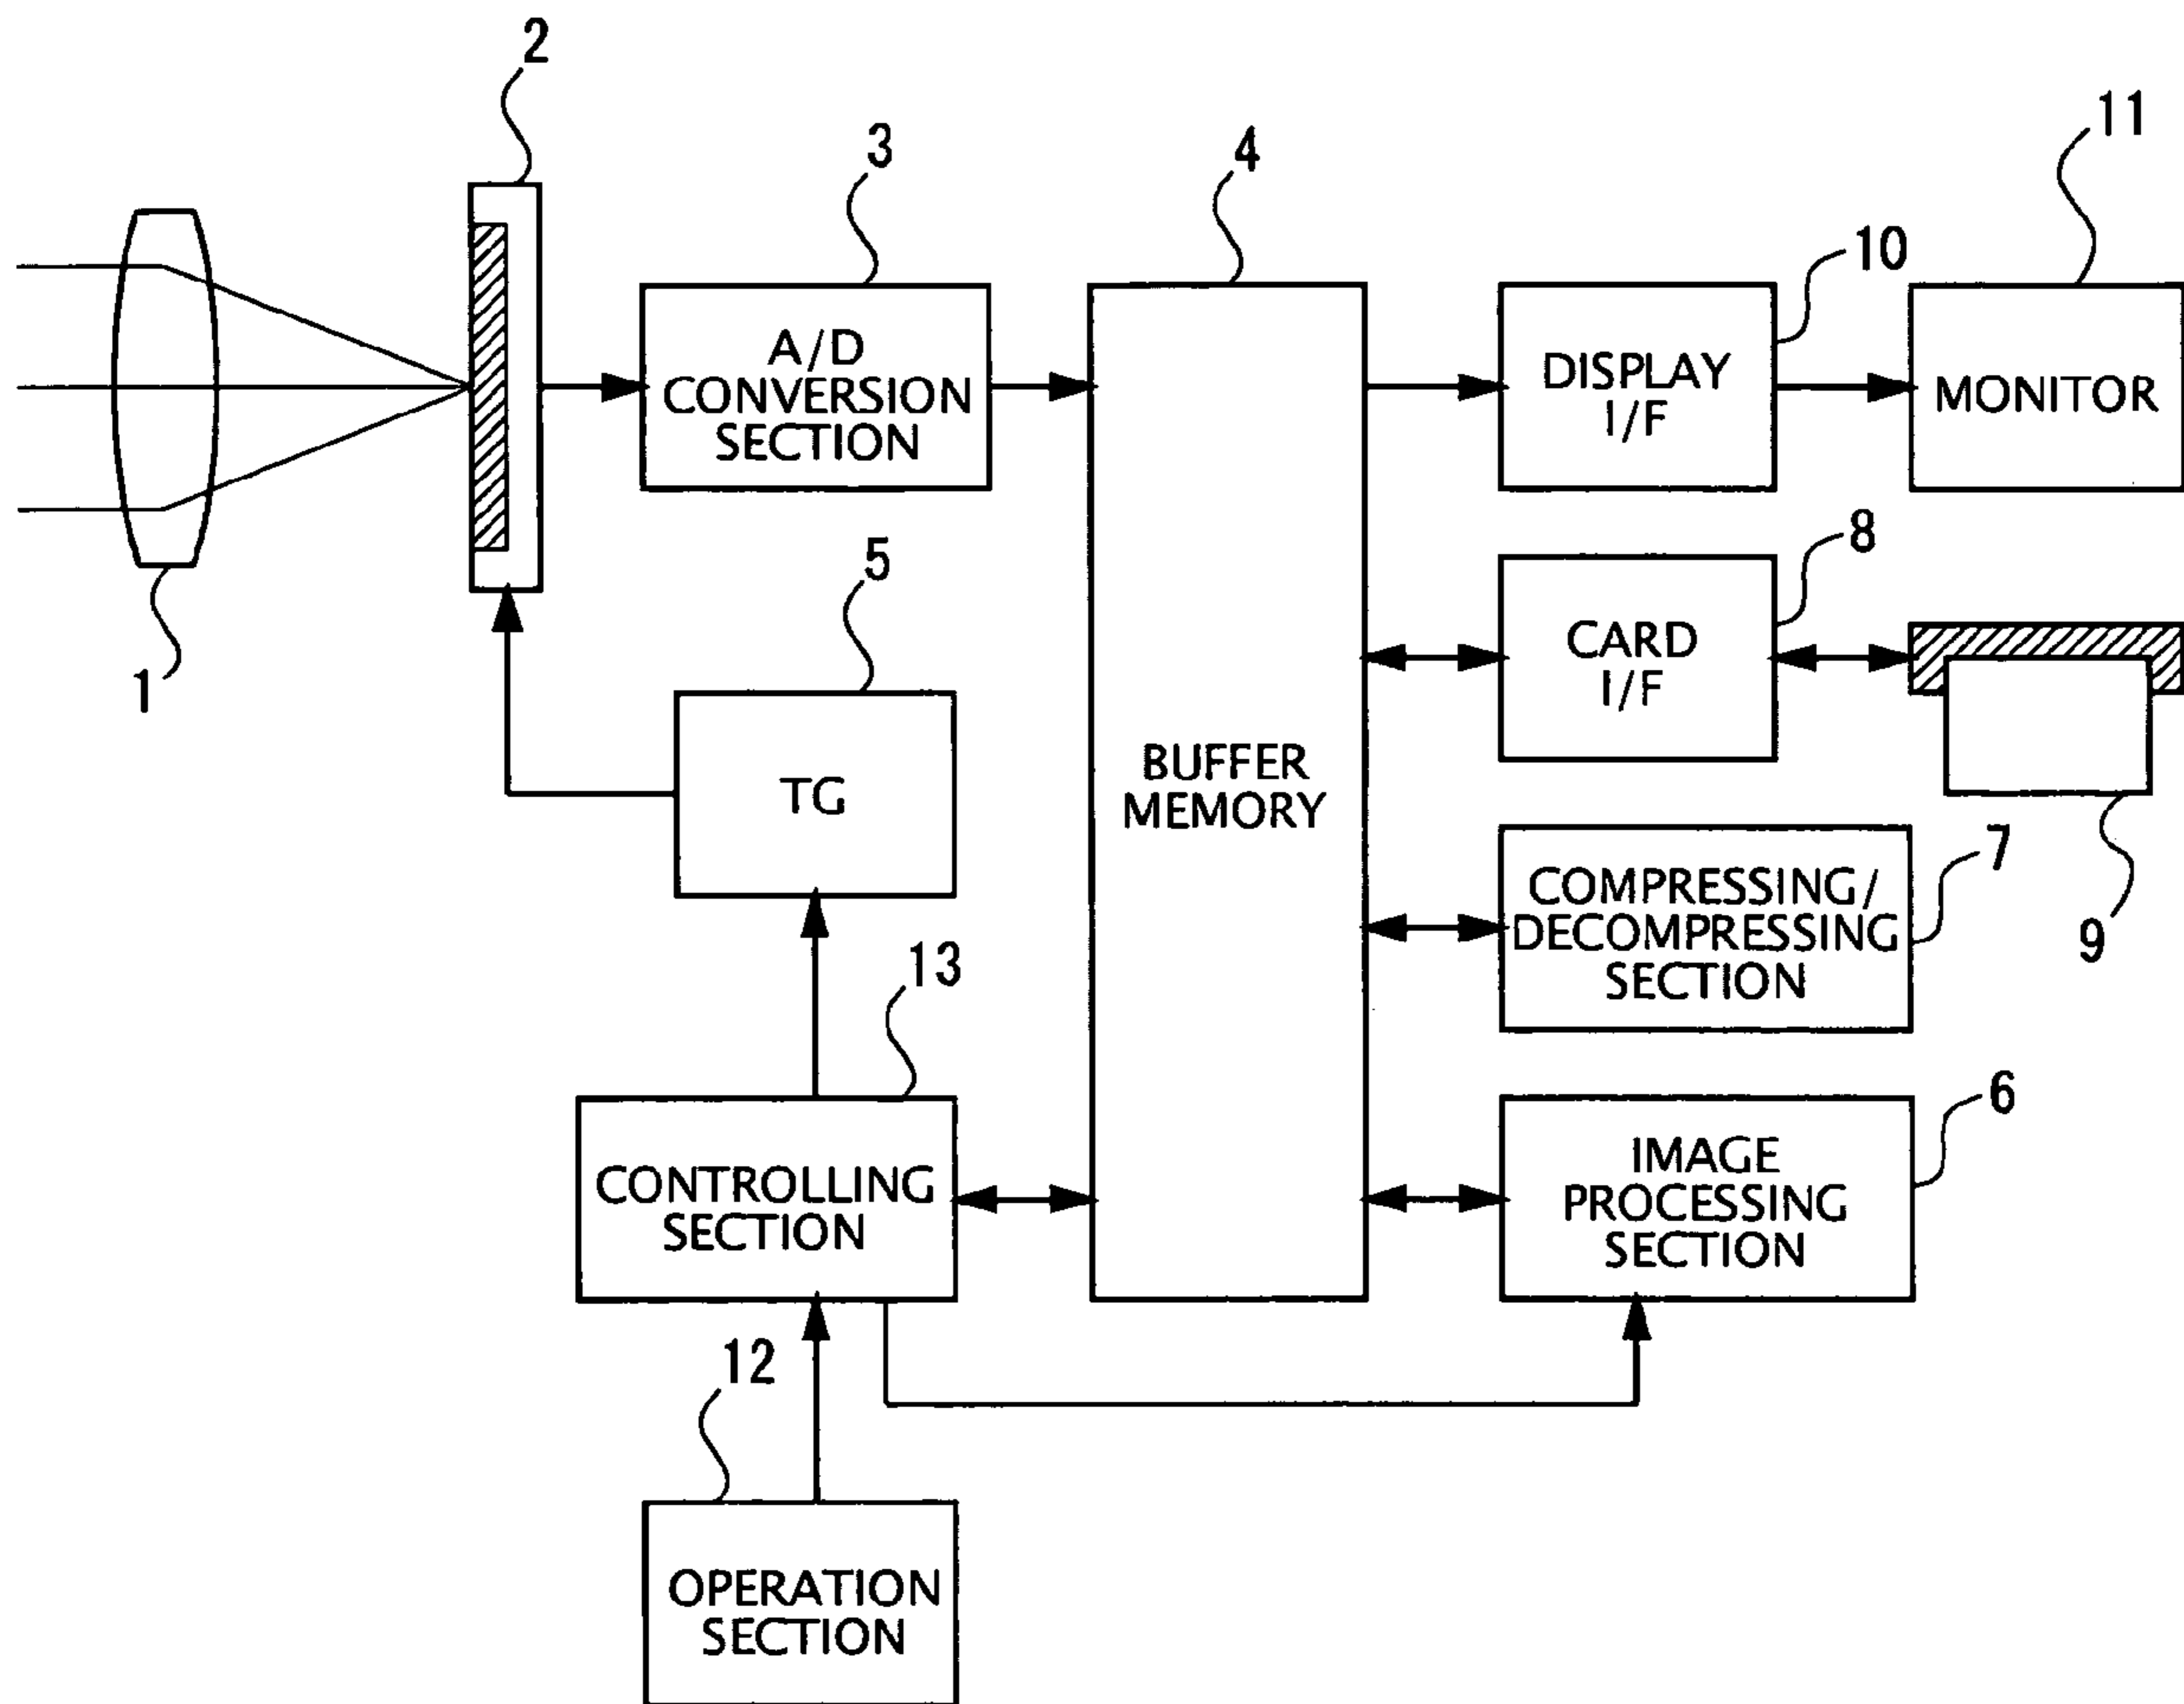 2
3
4
11
10
A/D
CONVERSION
SECTION
DISPLAY
I/F
MONITOR
1
5
8
CARD
I/F
TG
BUFFER
MEMORY
7
COMPRESSING/
DECOMPRESSING
SECTION
9
13
6
CONTROLLING
SECTION
IMAGE
PROCESSING
SECTION
12
OPERATION
SECTION